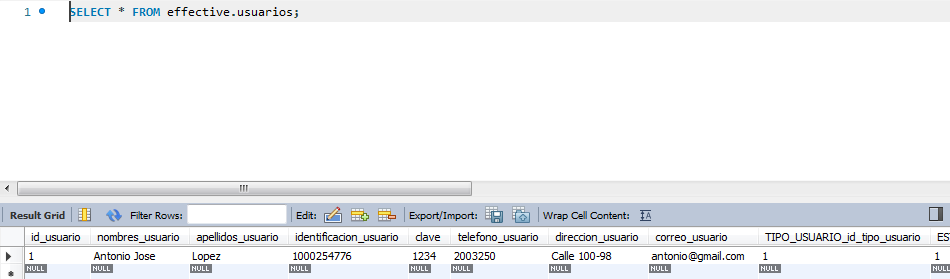 1 SELECT * FROM effective.usuarios;
Result Grid Filter Rows: Edit: Export/Import: Wrap Cell Content: IA
id_usuario nombres_usuario apellidos_usuario identificacion_usuario clave telefono_usuario direccion_usuario correo_usuario TIPO_USUARIO_id_tipo_usuario ES
1 Antonio Jose Lopez 1000254776 1234 2003250 Calle 100-98 antonio@gmail.com 1 1
NULL NULL NULL NULL NULL NULL NULL NULL NULL NULL